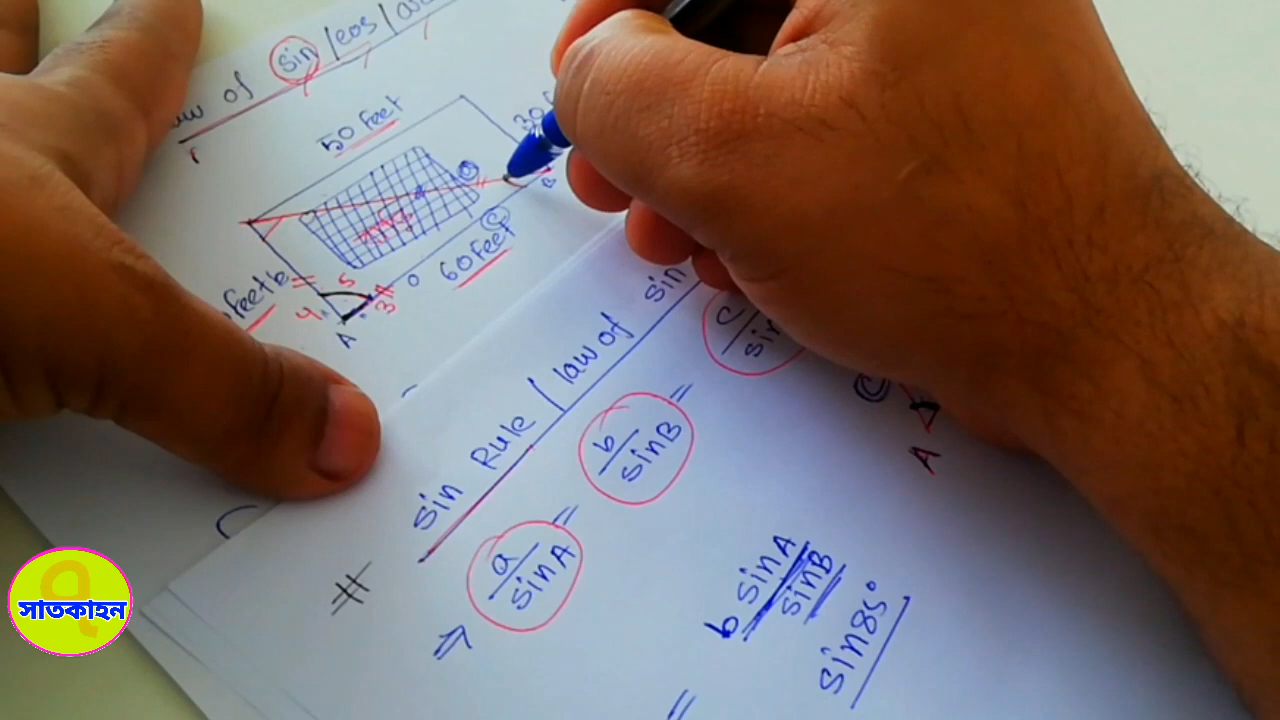 law of sin / cos /
50 feet
30
B
60 feet
feet b
5
4
3
A
sin Rule / law of sin
a/sinA = b/sinB = c/sin
⇒
b sinA/sinB
sin85°
=
A
C
সাতকাহন